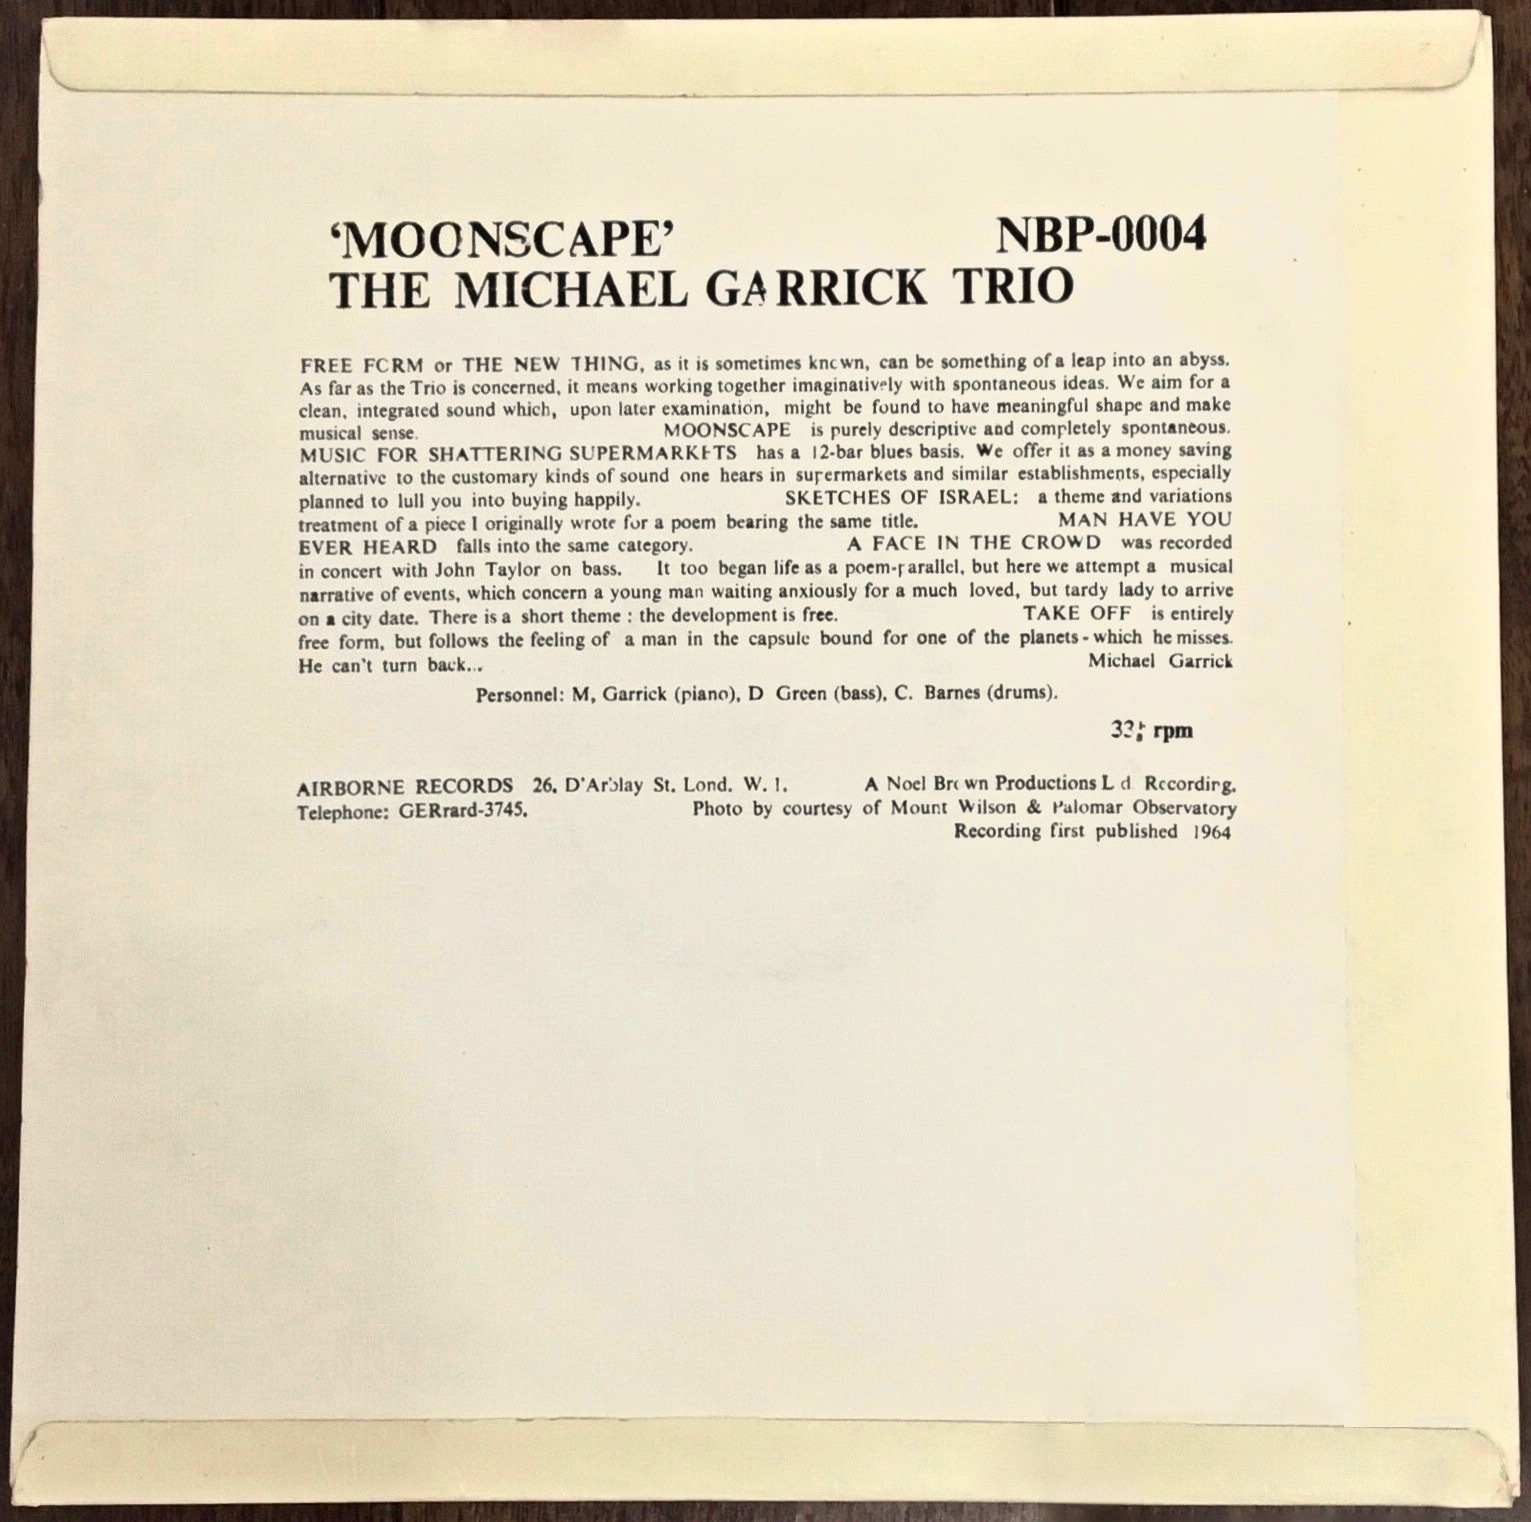 ‘MOONSCAPE’ NBP-0004
THE MICHAEL GARRICK TRIO
FREE FORM or THE NEW THING, as it is sometimes known, can be something of a leap into an abyss.
As far as the Trio is concerned, it means working together imaginatively with spontaneous ideas. We aim for a
clean, integrated sound which, upon later examination, might be found to have meaningful shape and make
musical sense. MOONSCAPE is purely descriptive and completely spontaneous.
MUSIC FOR SHATTERING SUPERMARKETS has a 12-bar blues basis. We offer it as a money saving
alternative to the customary kinds of sound one hears in supermarkets and similar establishments, especially
planned to lull you into buying happily. SKETCHES OF ISRAEL: a theme and variations
treatment of a piece I originally wrote for a poem bearing the same title. MAN HAVE YOU
EVER HEARD falls into the same category. A FACE IN THE CROWD was recorded
in concert with John Taylor on bass. It too began life as a poem-parallel, but here we attempt a musical
narrative of events, which concern a young man waiting anxiously for a much loved, but tardy lady to arrive
on a city date. There is a short theme : the development is free. TAKE OFF is entirely
free form, but follows the feeling of a man in the capsule bound for one of the planets - which he misses.
He can't turn back... Michael Garrick
Personnel: M, Garrick (piano), D Green (bass), C. Barnes (drums).
33⅓ rpm
AIRBORNE RECORDS 26, D'Arblay St. Lond. W. 1. A Noel Brown Productions L d Recording.
Telephone: GERrard-3745. Photo by courtesy of Mount Wilson & Palomar Observatory
Recording first published 1964